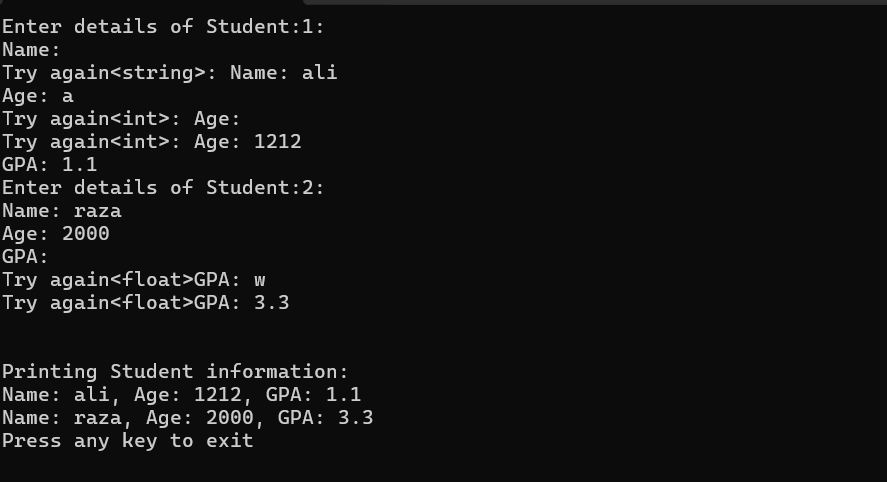 Enter details of Student:1:
Name:
Try again<string>: Name: ali
Age: a
Try again<int>: Age:
Try again<int>: Age: 1212
GPA: 1.1
Enter details of Student:2:
Name: raza
Age: 2000
GPA:
Try again<float>GPA: w
Try again<float>GPA: 3.3
Printing Student information:
Name: ali, Age: 1212, GPA: 1.1
Name: raza, Age: 2000, GPA: 3.3
Press any key to exit